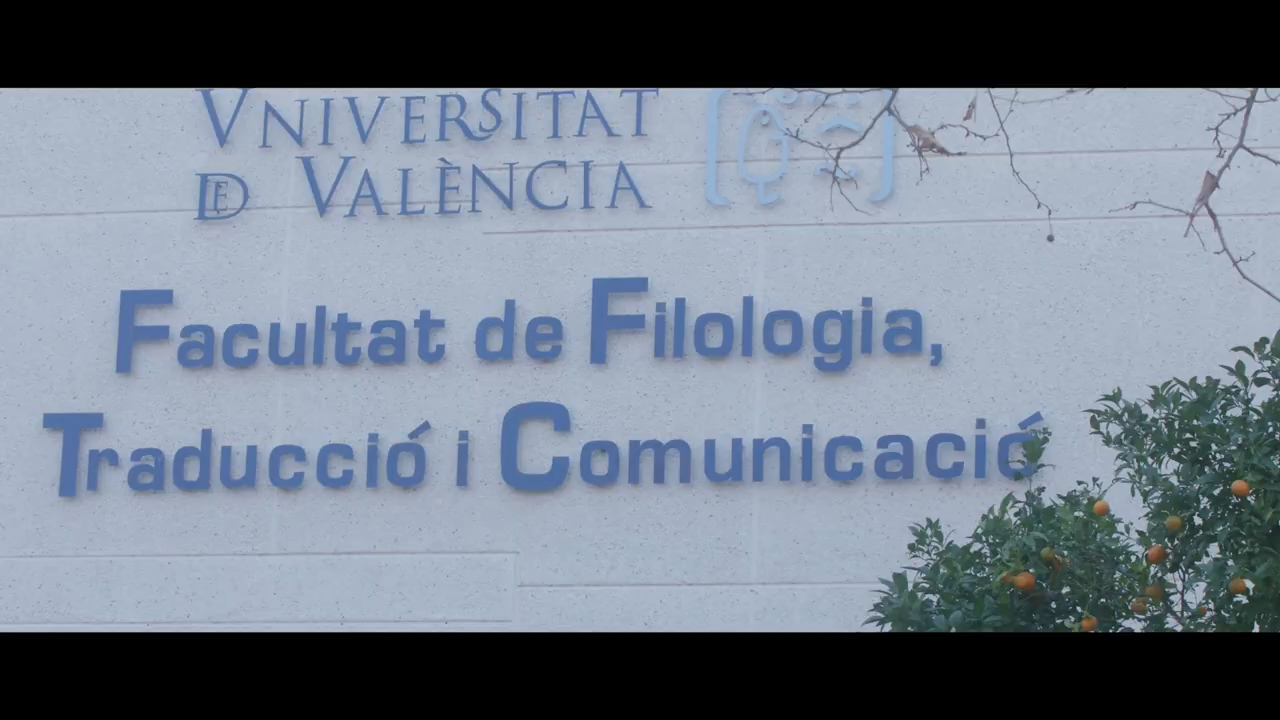 VNIVERSITAT
DE VALÈNCIA
Facultat de Filologia,
Traducció i Comunicació